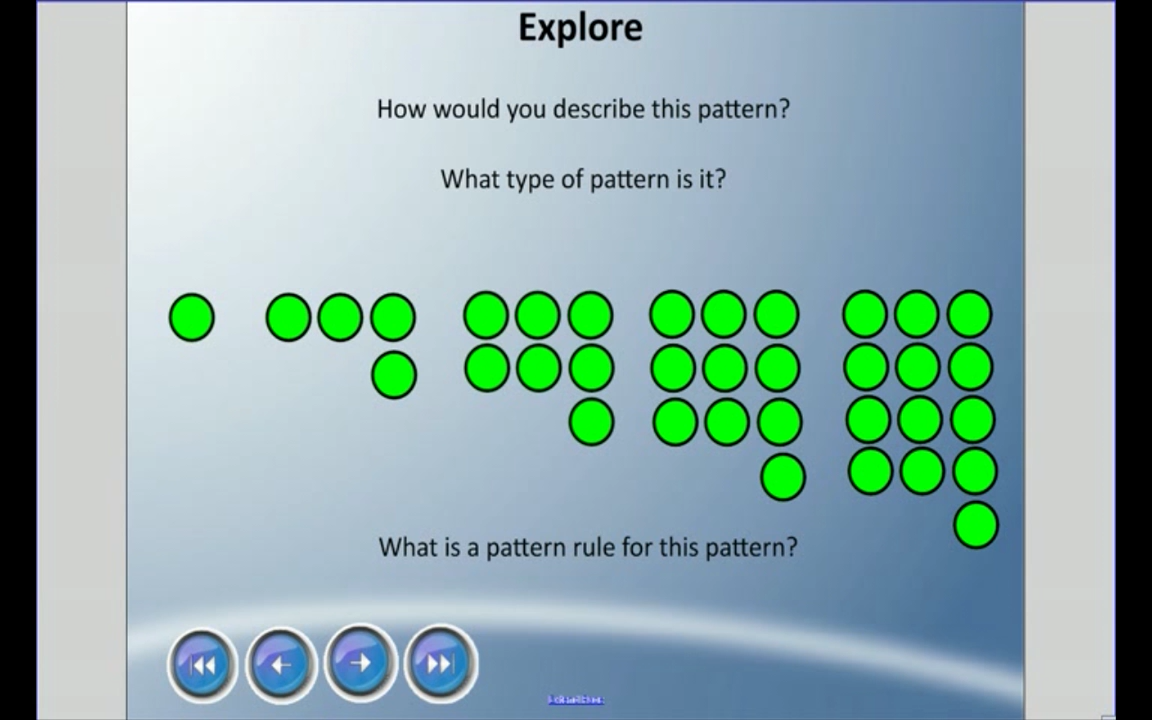 Explore
How would you describe this pattern?
What type of pattern is it?
What is a pattern rule for this pattern?